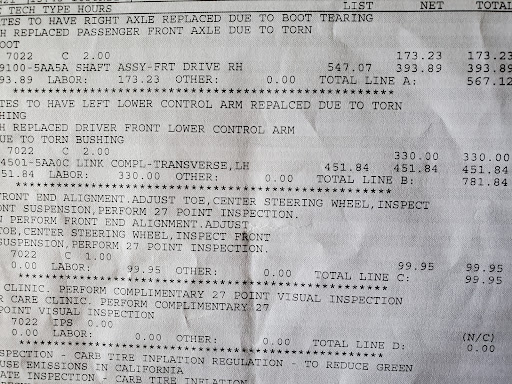 TECH TYPE HOURS LIST NET TOTAL
TES TO HAVE RIGHT AXLE REPLACED DUE TO BOOT TEARING
H REPLACED PASSENGER FRONT AXLE DUE TO TORN
OOT
7022 C 2.00 173.23 173.23
9100-5AA5A SHAFT ASSY-FRT DRIVE RH 547.07 393.89 393.89
93.89 LABOR: 173.23 OTHER: 0.00 TOTAL LINE A: 567.12
***************************************************
TES TO HAVE LEFT LOWER CONTROL ARM REPALCED DUE TO TORN
HING
H REPLACED DRIVER FRONT LOWER CONTROL ARM
UE TO TORN BUSHING
7022 C 2.00 330.00 330.00
4501-5AA0C LINK COMPL-TRANSVERSE,LH 451.84 451.84 451.84
51.84 LABOR: 330.00 OTHER: 0.00 TOTAL LINE B: 781.84
***************************************************
FRONT END ALIGNMENT.ADJUST TOE,CENTER STEERING WHEEL,INSPECT
ONT SUSPENSION,PERFORM 27 POINT INSPECTION.
N PERFORM FRONT END ALIGNMENT.ADJUST
TOE,CENTER STEERING WHEEL,INSPECT FRONT
SUSPENSION,PERFORM 27 POINT INSPECTION.
7022 C 1.00 99.95 99.95
0.00 LABOR: 99.95 OTHER: 0.00 TOTAL LINE C: 99.95
***************************************************
CLINIC. PERFORM COMPLIMENTARY 27 POINT VISUAL INSPECTION
R CARE CLINIC. PERFORM COMPLIMENTARY 27
POINT VISUAL INSPECTION
7022 IPS 0.00 (N/C)
0.00 LABOR: 0.00 OTHER: 0.00 TOTAL LINE D: 0.00
***************************************************
SPECTION - CARB TIRE INFLATION REGULATION - TO REDUCE GREEN
USE EMISSIONS IN CALIFORNIA
ATE INSPECTION - CARB TIRE INFLATION